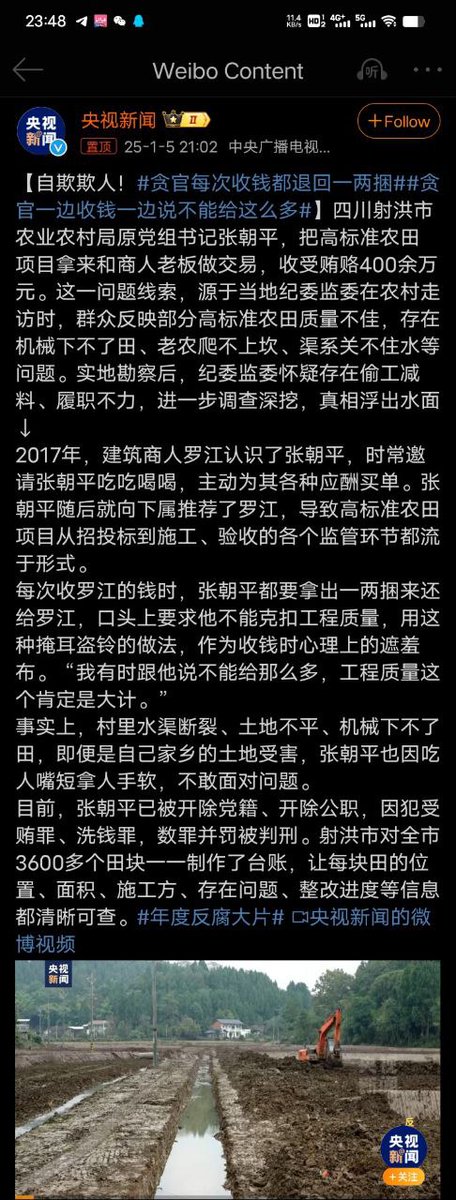 23:48
11.4
KB/s
HD 2
4G+
5G
Weibo Content
听
央视
新闻
央视新闻
II
+Follow
置顶 25-1-5 21:02 中央广播电视...
【自欺欺人！#贪官每次收钱都退回一两捆##贪
官一边收钱一边说不能给这么多#】四川射洪市
农业农村局原党组书记张朝平，把高标准农田
项目拿来和商人老板做交易，收受贿赂400余万
元。这一问题线索，源于当地纪委监委在农村走
访时，群众反映部分高标准农田质量不佳，存在
机械下不了田、老农爬不上坎、渠系关不住水等
问题。实地勘察后，纪委监委怀疑存在偷工减
料、履职不力，进一步调查深挖，真相浮出水面
↓
2017年，建筑商人罗江认识了张朝平，时常邀
请张朝平吃吃喝喝，主动为其各种应酬买单。张
朝平随后就向下属推荐了罗江，导致高标准农田
项目从招投标到施工、验收的各个监管环节都流
于形式。
每次收罗江的钱时，张朝平都要拿出一两捆来还
给罗江，口头上要求他不能克扣工程质量，用这
种掩耳盗铃的做法，作为收钱时心理上的遮羞
布。“我有时跟他说不能给那么多，工程质量这
个肯定是大计。”
事实上，村里水渠断裂、土地不平、机械下不了
田，即便是自己家乡的土地受害，张朝平也因吃
人嘴短拿人手软，不敢面对问题。
目前，张朝平已被开除党籍、开除公职，因犯受
贿罪、洗钱罪，数罪并罚被判刑。射洪市对全市
3600多个田块一一制作了台账，让每块田的位
置、面积、施工方、存在问题、整改进度等信息
都清晰可查。#年度反腐大片# 央视新闻的微
博视频
央视
新闻
反
央视
新闻
+关注